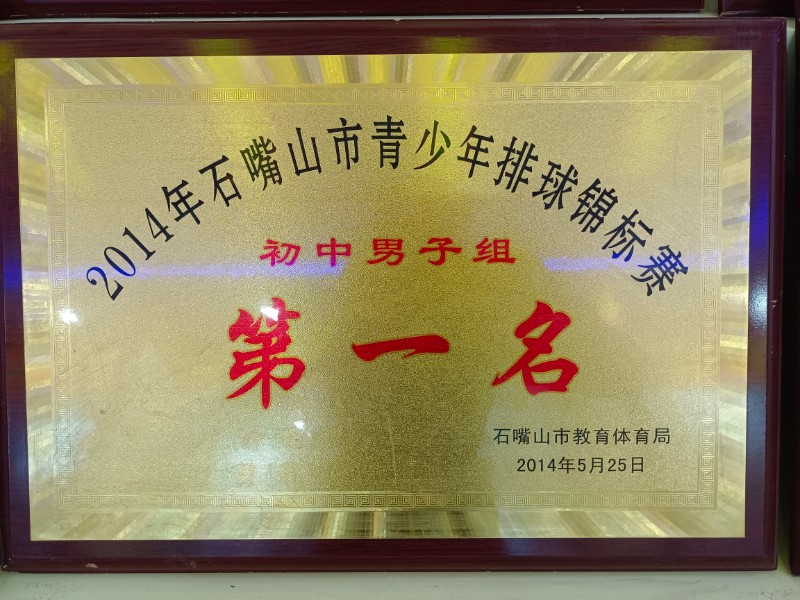 2014年石嘴山市青少年排球锦标赛
初中男子组
第一名
石嘴山市教育体育局
2014年5月25日